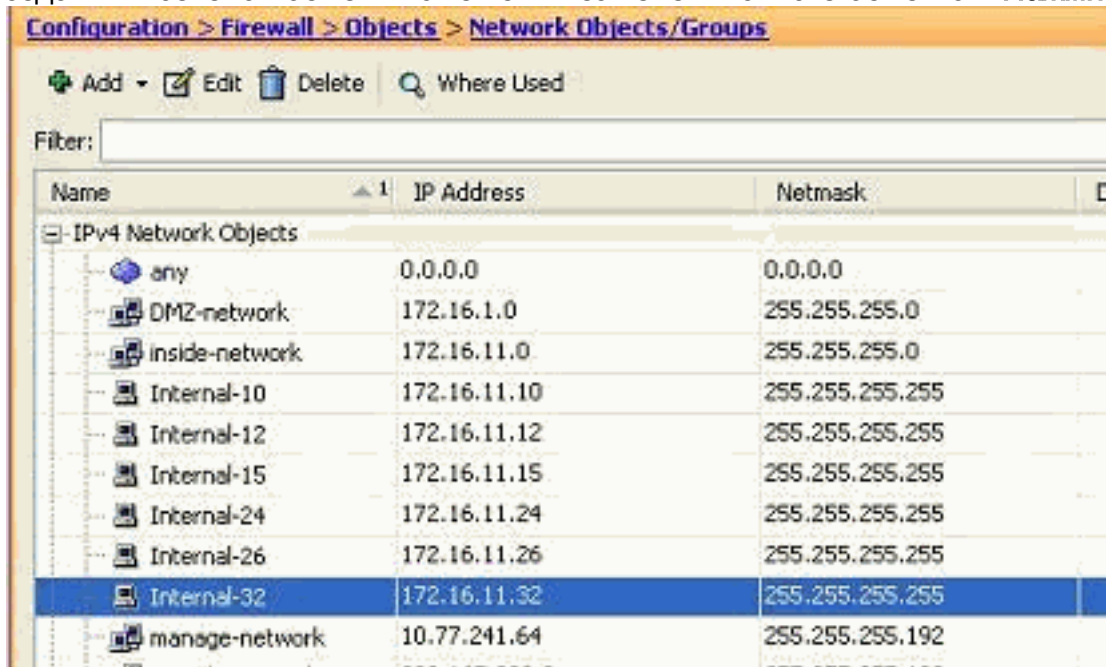 Configuration > Firewall > Objects > Network Objects/Groups
Add Edit Delete Where Used
Filter:
Name 1 IP Address Netmask
IPv4 Network Objects
any 0.0.0.0 0.0.0.0
DMZ-network 172.16.1.0 255.255.255.0
inside-network 172.16.11.0 255.255.255.0
Internal-10 172.16.11.10 255.255.255.255
Internal-12 172.16.11.12 255.255.255.255
Internal-15 172.16.11.15 255.255.255.255
Internal-24 172.16.11.24 255.255.255.255
Internal-26 172.16.11.26 255.255.255.255
Internal-32 172.16.11.32 255.255.255.255
manage-network 10.77.241.64 255.255.255.192